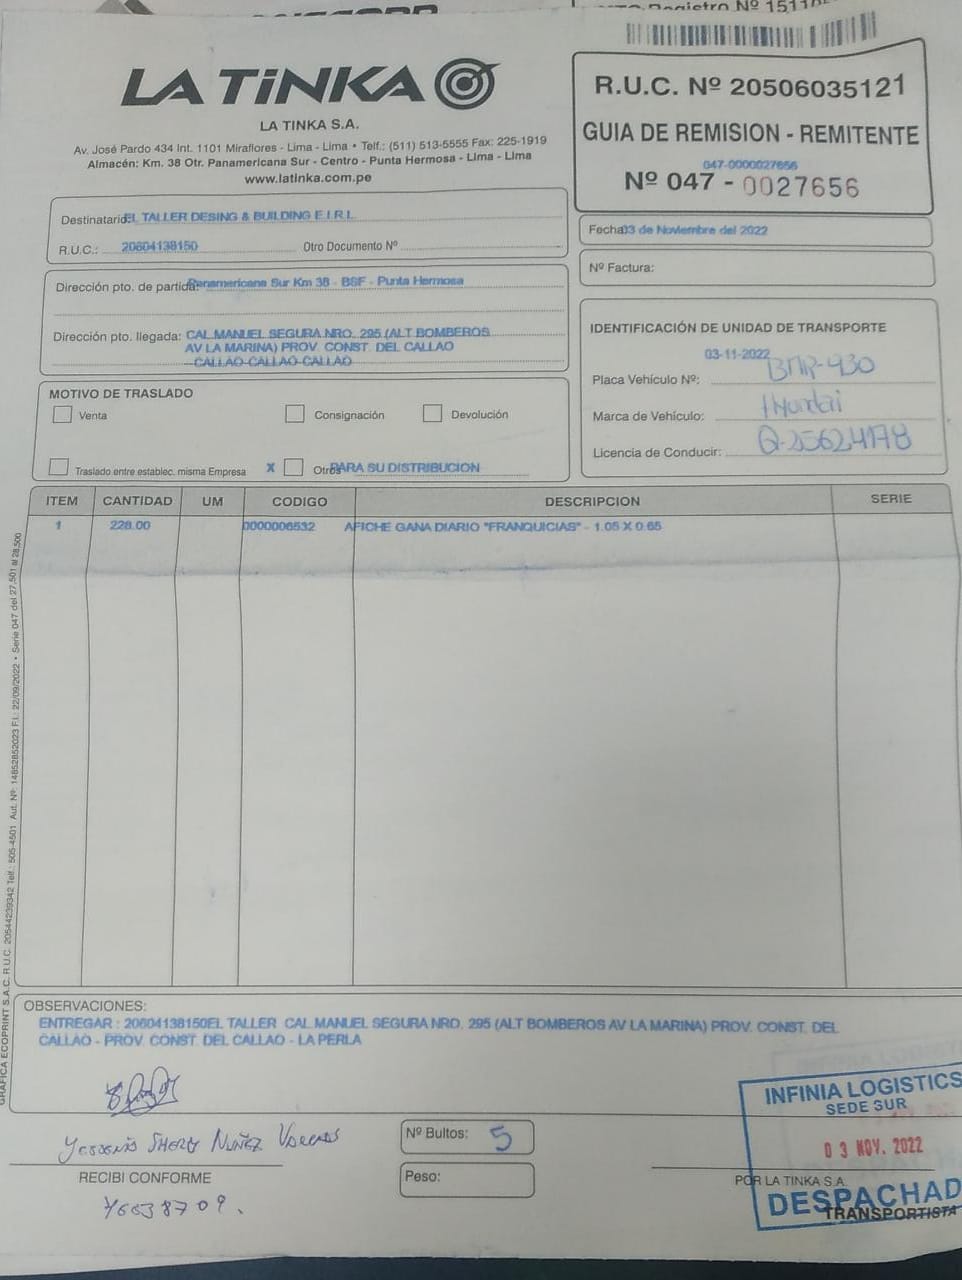 Registro Nº 15110
LA TiNKA
LA TINKA S.A.
Av. José Pardo 434 Int. 1101 Miraflores - Lima - Lima • Telf.: (511) 513-5555 Fax: 225-1919
Almacén: Km. 38 Otr. Panamericana Sur - Centro - Punta Hermosa - Lima - Lima
www.latinka.com.pe
R.U.C. Nº 20506035121
GUIA DE REMISION - REMITENTE
047-0000027656
Nº 047 - 0027656
Destinatario: EL TALLER DESING & BUILDING E.I.R.L
R.U.C.: 20604138150 Otro Documento Nº
Fecha: 03 de Noviembre del 2022
Nº Factura:
Dirección pto. de partida: Panamericana Sur Km 38 - BSF - Punta Hermosa
Dirección pto. llegada: CAL.MANUEL SEGURA NRO. 295 (ALT BOMBEROS
AV LA MARINA) PROV. CONST. DEL CALLAO
CALLAO-CALLAO-CALLAO
IDENTIFICACIÓN DE UNIDAD DE TRANSPORTE
03-11-2022
Placa Vehículo Nº: -930
Marca de Vehículo: Hyundai
Licencia de Conducir: Q-25624178
MOTIVO DE TRASLADO
Venta Consignación Devolución
Traslado entre establec. misma Empresa X Otros PARA SU DISTRIBUCION
ITEM CANTIDAD UM CODIGO DESCRIPCION SERIE
1 228.00 0000006532 AFICHE GANA DIARIO "FRANQUICIAS" - 1.05 X 0.65
GRAFICA ECOPRINT S.A.C. R.U.C. 20544239342 Telf.: 505-4501 Aut. Nº: 14852852023 F.I.: 22/09/2022 • Serie 047 del 27,501 al 28,500
OBSERVACIONES:
ENTREGAR : 20604138150EL TALLER CAL MANUEL SEGURA NRO. 295 (ALT BOMBEROS AV LA MARINA) PROV. CONST. DEL
CALLAO - PROV. CONST. DEL CALLAO - LA PERLA
INFINIA LOGISTICS
SEDE SUR
03 NOV. 2022
Nº Bultos: 5
NUÑEZ
RECIBI CONFORME
Peso:
POR LA TINKA S.A.
DESPACHAD
TRANSPORTISTA